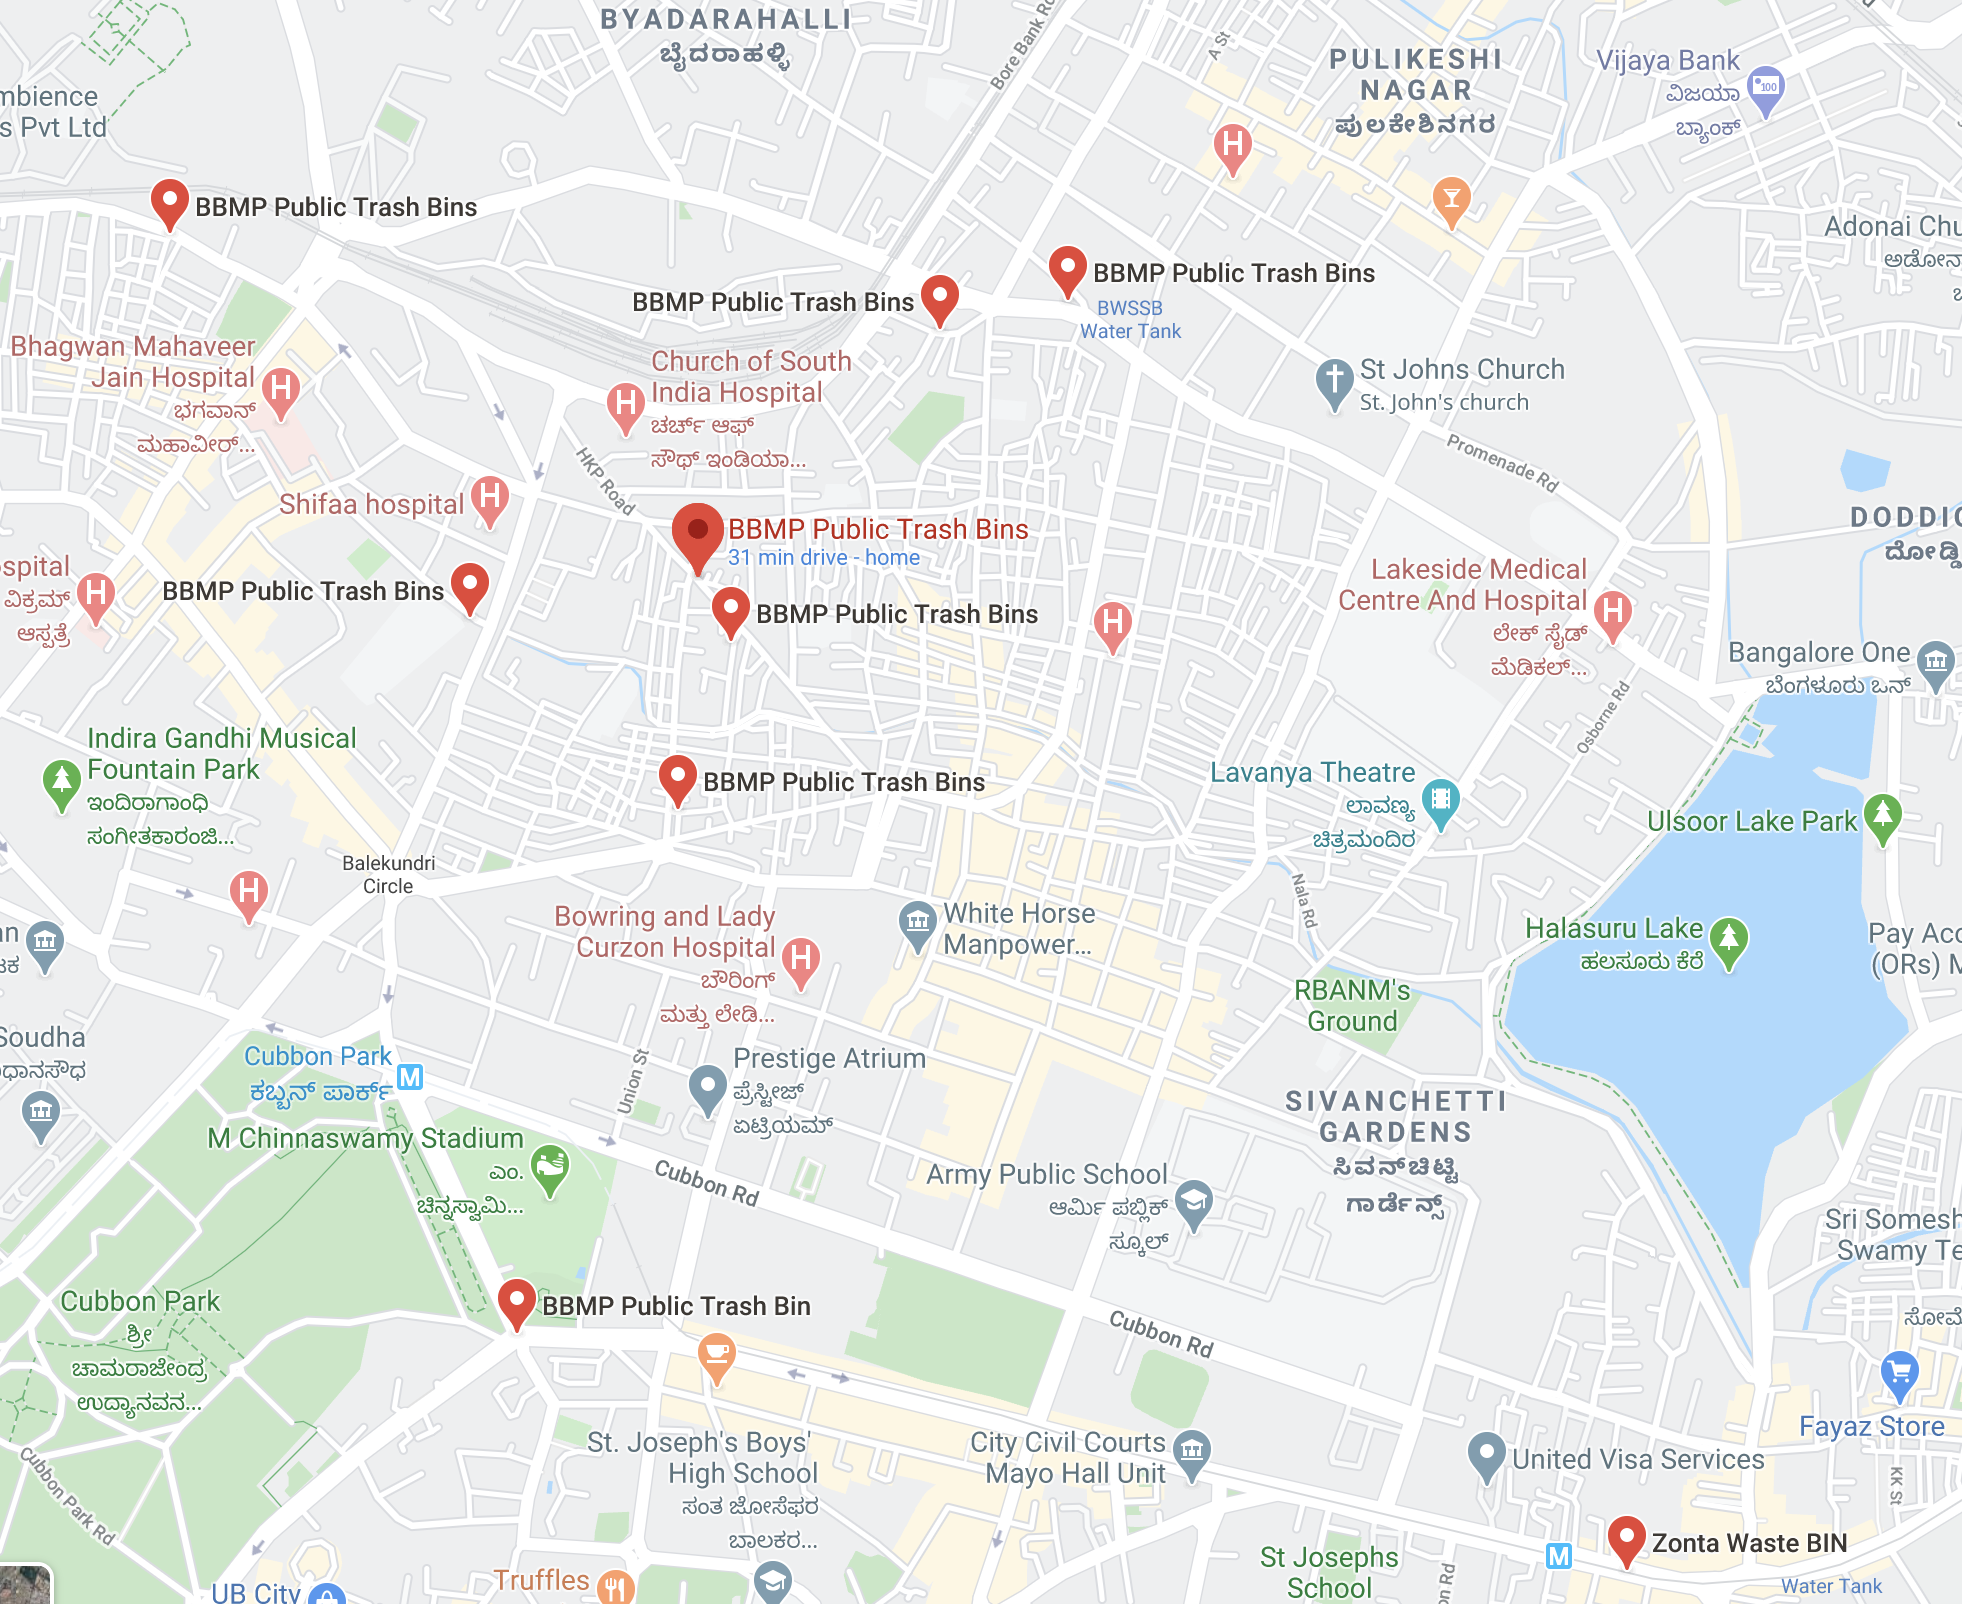 BYADARAHALLI
ಬೈದರಾಹಳ್ಳಿ
Bore Bank Rd
A St
PULIKESHI
NAGAR
ಪುಲಕೇಶಿನಗರ
Vijaya Bank
ವಿಜಯಾ
ಬ್ಯಾಂಕ್
100
mbience
s Pvt Ltd
BBMP Public Trash Bins
BBMP Public Trash Bins
BBMP Public Trash Bins
BWSSB
Water Tank
Adonai Chu
ಅಡೋನಾ
Bhagwan Mahaveer
Jain Hospital
ಭಗವಾನ್
ಮಹಾವೀರ್...
Church of South
India Hospital
ಚರ್ಚ್ ಆಫ್
ಸೌಥ್ ಇಂಡಿಯಾ...
St Johns Church
St. John's church
Promenade Rd
HKP Road
Shifaa hospital
BBMP Public Trash Bins
31 min drive - home
DODDIG
ದೊಡ್ಡಿ
ospital
ವಿಕ್ರಮ್
ಆಸ್ಪತ್ರೆ
BBMP Public Trash Bins
BBMP Public Trash Bins
Lakeside Medical
Centre And Hospital
ಲೇಕ್ ಸೈಡ್
ಮೆಡಿಕಲ್...
Bangalore One
ಬೆಂಗಳೂರು ಒನ್
Osborne Rd
Indira Gandhi Musical
Fountain Park
ಇಂದಿರಾಗಾಂಧಿ
ಸಂಗೀತಕಾರಂಜಿ...
BBMP Public Trash Bins
Lavanya Theatre
ಲಾವಣ್ಯ
ಚಿತ್ರಮಂದಿರ
Ulsoor Lake Park
Balekundri
Circle
Nala Rd
Bowring and Lady
Curzon Hospital
ಬೌರಿಂಗ್
ಮತ್ತು ಲೇಡಿ...
White Horse
Manpower...
Halasuru Lake
ಹಲಸೂರು ಕೆರೆ
Pay Acc
(ORs) M
an
ಜಕ
RBANM's
Ground
Soudha
ಧಾನಸೌಧ
Cubbon Park
ಕಬ್ಬನ್ ಪಾರ್ಕ್
M
Union St
Prestige Atrium
ಪ್ರೆಸ್ಟೀಜ್
ಏಟ್ರಿಯಮ್
SIVANCHETTI
GARDENS
ಸಿವನ್‌ಚೆಟ್ಟಿ
ಗಾರ್ಡೆನ್ಸ್
M Chinnaswamy Stadium
ಎಂ.
ಚಿನ್ನಸ್ವಾಮಿ...
Cubbon Rd
Army Public School
ಆರ್ಮಿ ಪಬ್ಲಿಕ್
ಸ್ಕೂಲ್
Sri Somesh
Swamy Te
ಸೋಮೆ
Cubbon Park
ಶ್ರೀ
ಚಾಮರಾಜೇಂದ್ರ
ಉದ್ಯಾನವನ...
BBMP Public Trash Bin
Cubbon Rd
Fayaz Store
Cubbon Park Rd
St. Joseph's Boys'
High School
ಸಂತ ಜೋಸೆಫರ
ಬಾಲಕರ...
City Civil Courts
Mayo Hall Unit
United Visa Services
KK St
Zonta Waste BIN
M
Water Tank
St Josephs
School
on Rd
Truffles
UB City